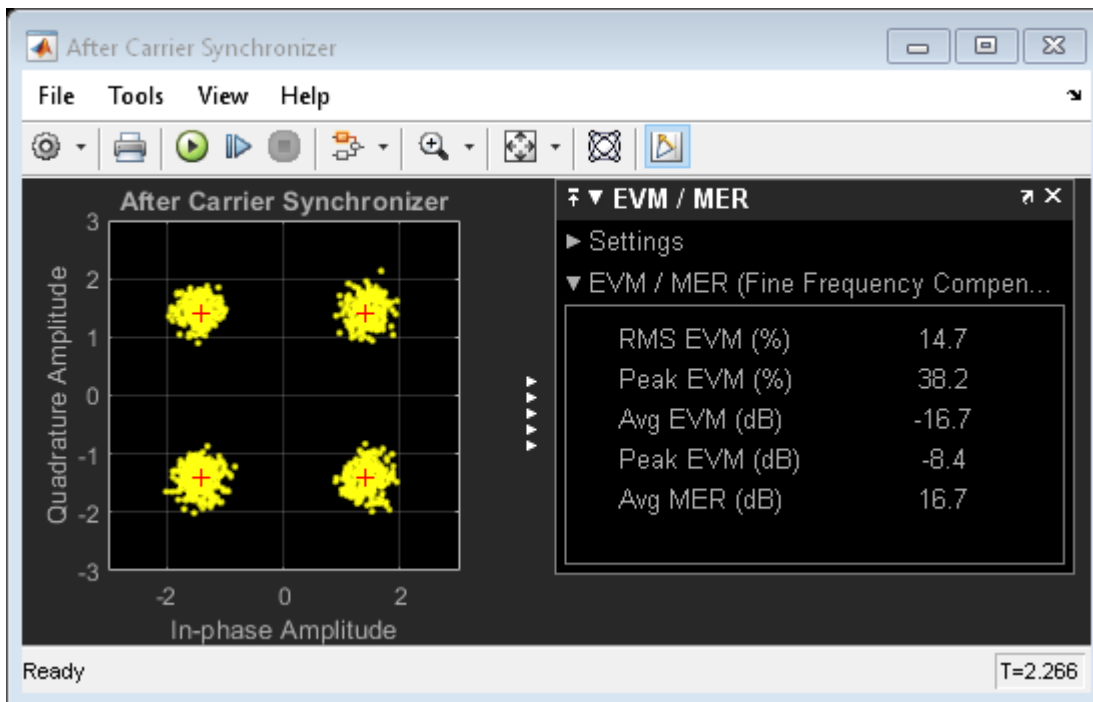 After Carrier Synchronizer
File Tools View Help
After Carrier Synchronizer
Quadrature Amplitude
3
2
1
0
-1
-2
-3
-2 0 2
In-phase Amplitude
EVM / MER
Settings
EVM / MER (Fine Frequency Compen...
RMS EVM (%) 14.7
Peak EVM (%) 38.2
Avg EVM (dB) -16.7
Peak EVM (dB) -8.4
Avg MER (dB) 16.7
Ready T=2.266